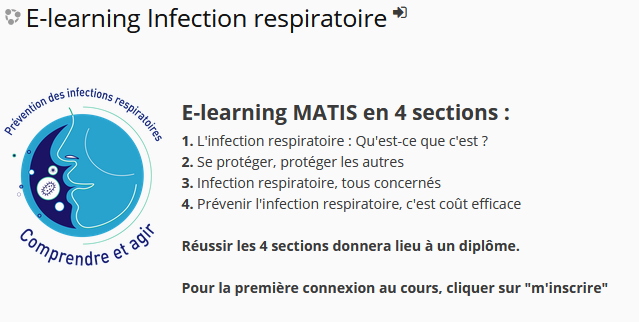 E-learning Infection respiratoire
Prévention des infections respiratoires
Comprendre et agir
E-learning MATIS en 4 sections :
1. L'infection respiratoire : Qu'est-ce que c'est ?
2. Se protéger, protéger les autres
3. Infection respiratoire, tous concernés
4. Prévenir l'infection respiratoire, c'est coût efficace
Réussir les 4 sections donnera lieu à un diplôme.
Pour la première connexion au cours, cliquer sur "m'inscrire"